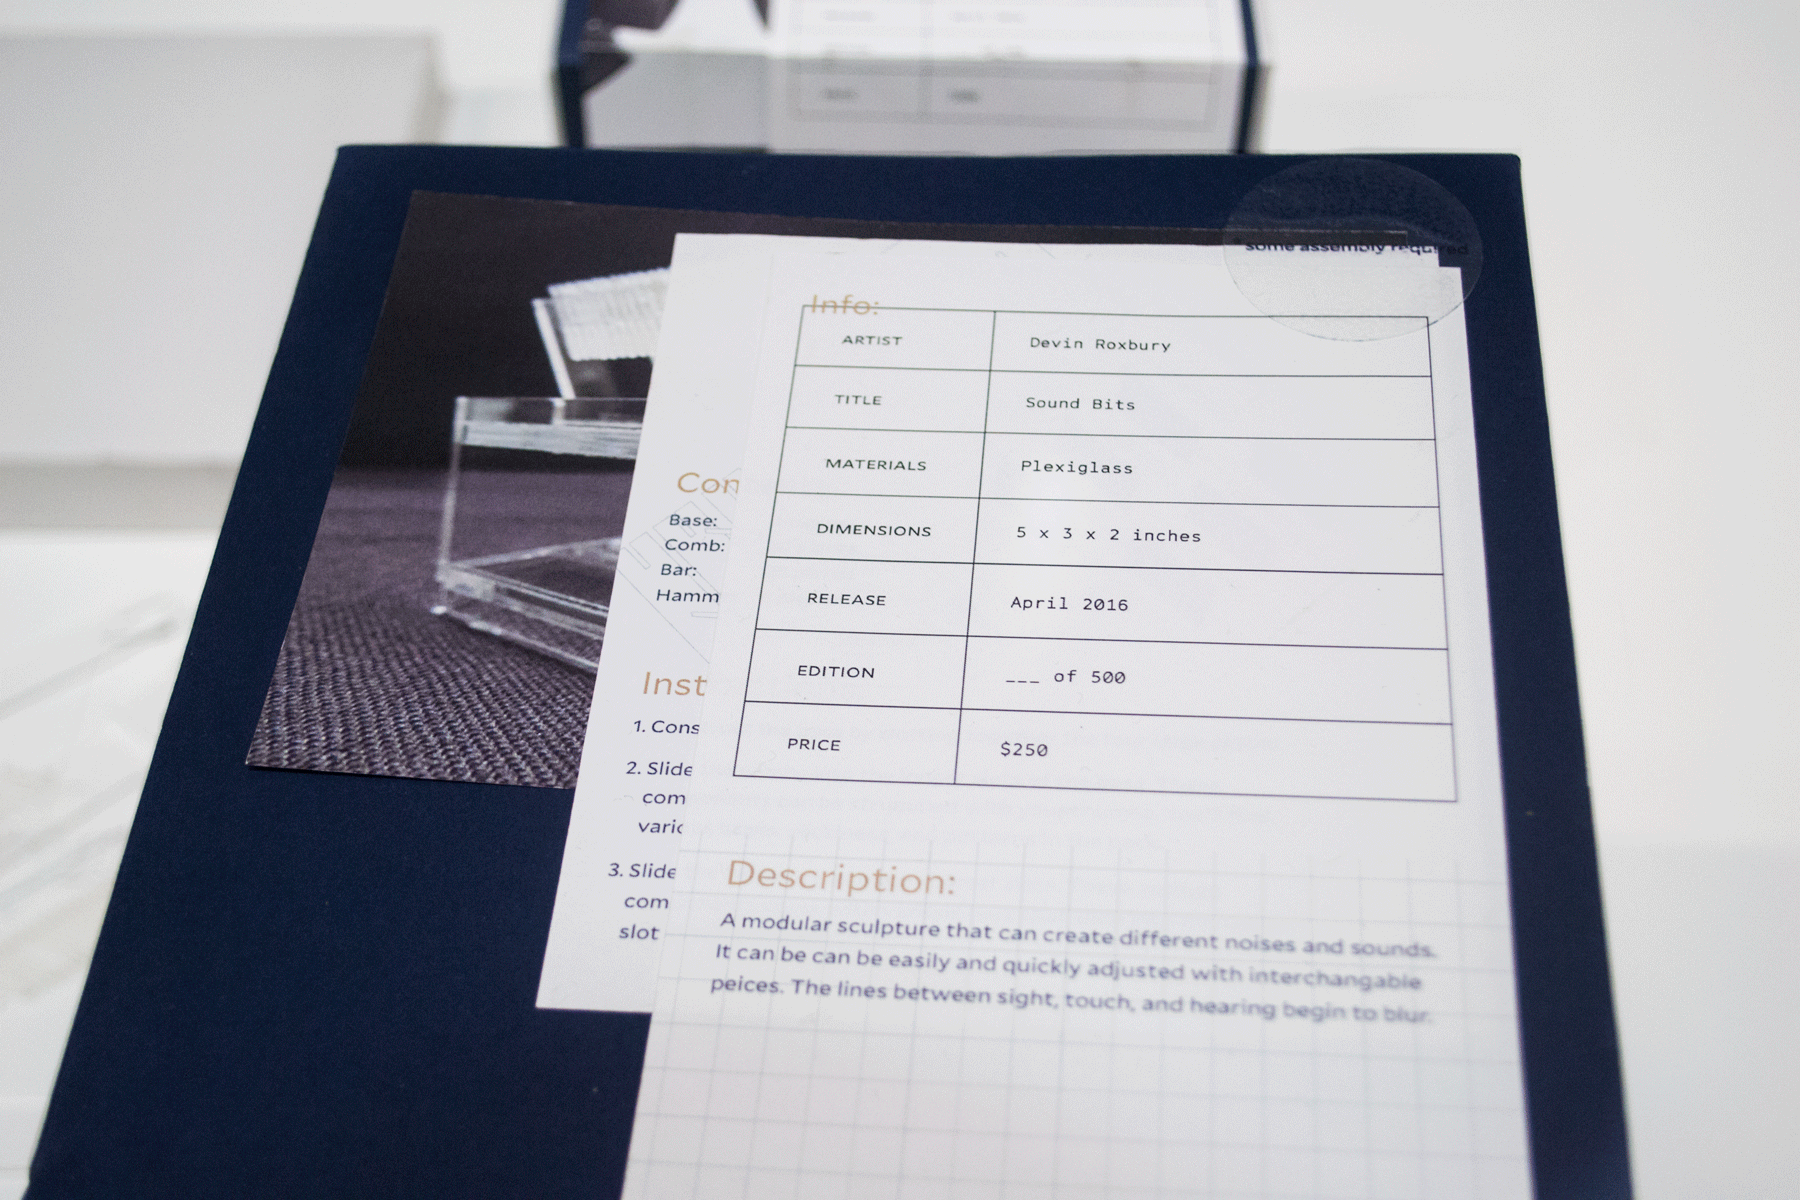 some assembly required
Info:
ARTIST Devin Roxbury
TITLE Sound Bits
MATERIALS Plexiglass
DIMENSIONS 5 x 3 x 2 inches
RELEASE April 2016
EDITION ___ of 500
PRICE $250
Description:
A modular sculpture that can create different noises and sounds.
It can be can be easily and quickly adjusted with interchangable
peices. The lines between sight, touch, and hearing begin to blur.
Con
Base:
Comb:
Bar:
Hamm
Inst
1. Cons
2. Slide
com
vario
3. Slide
com
slot